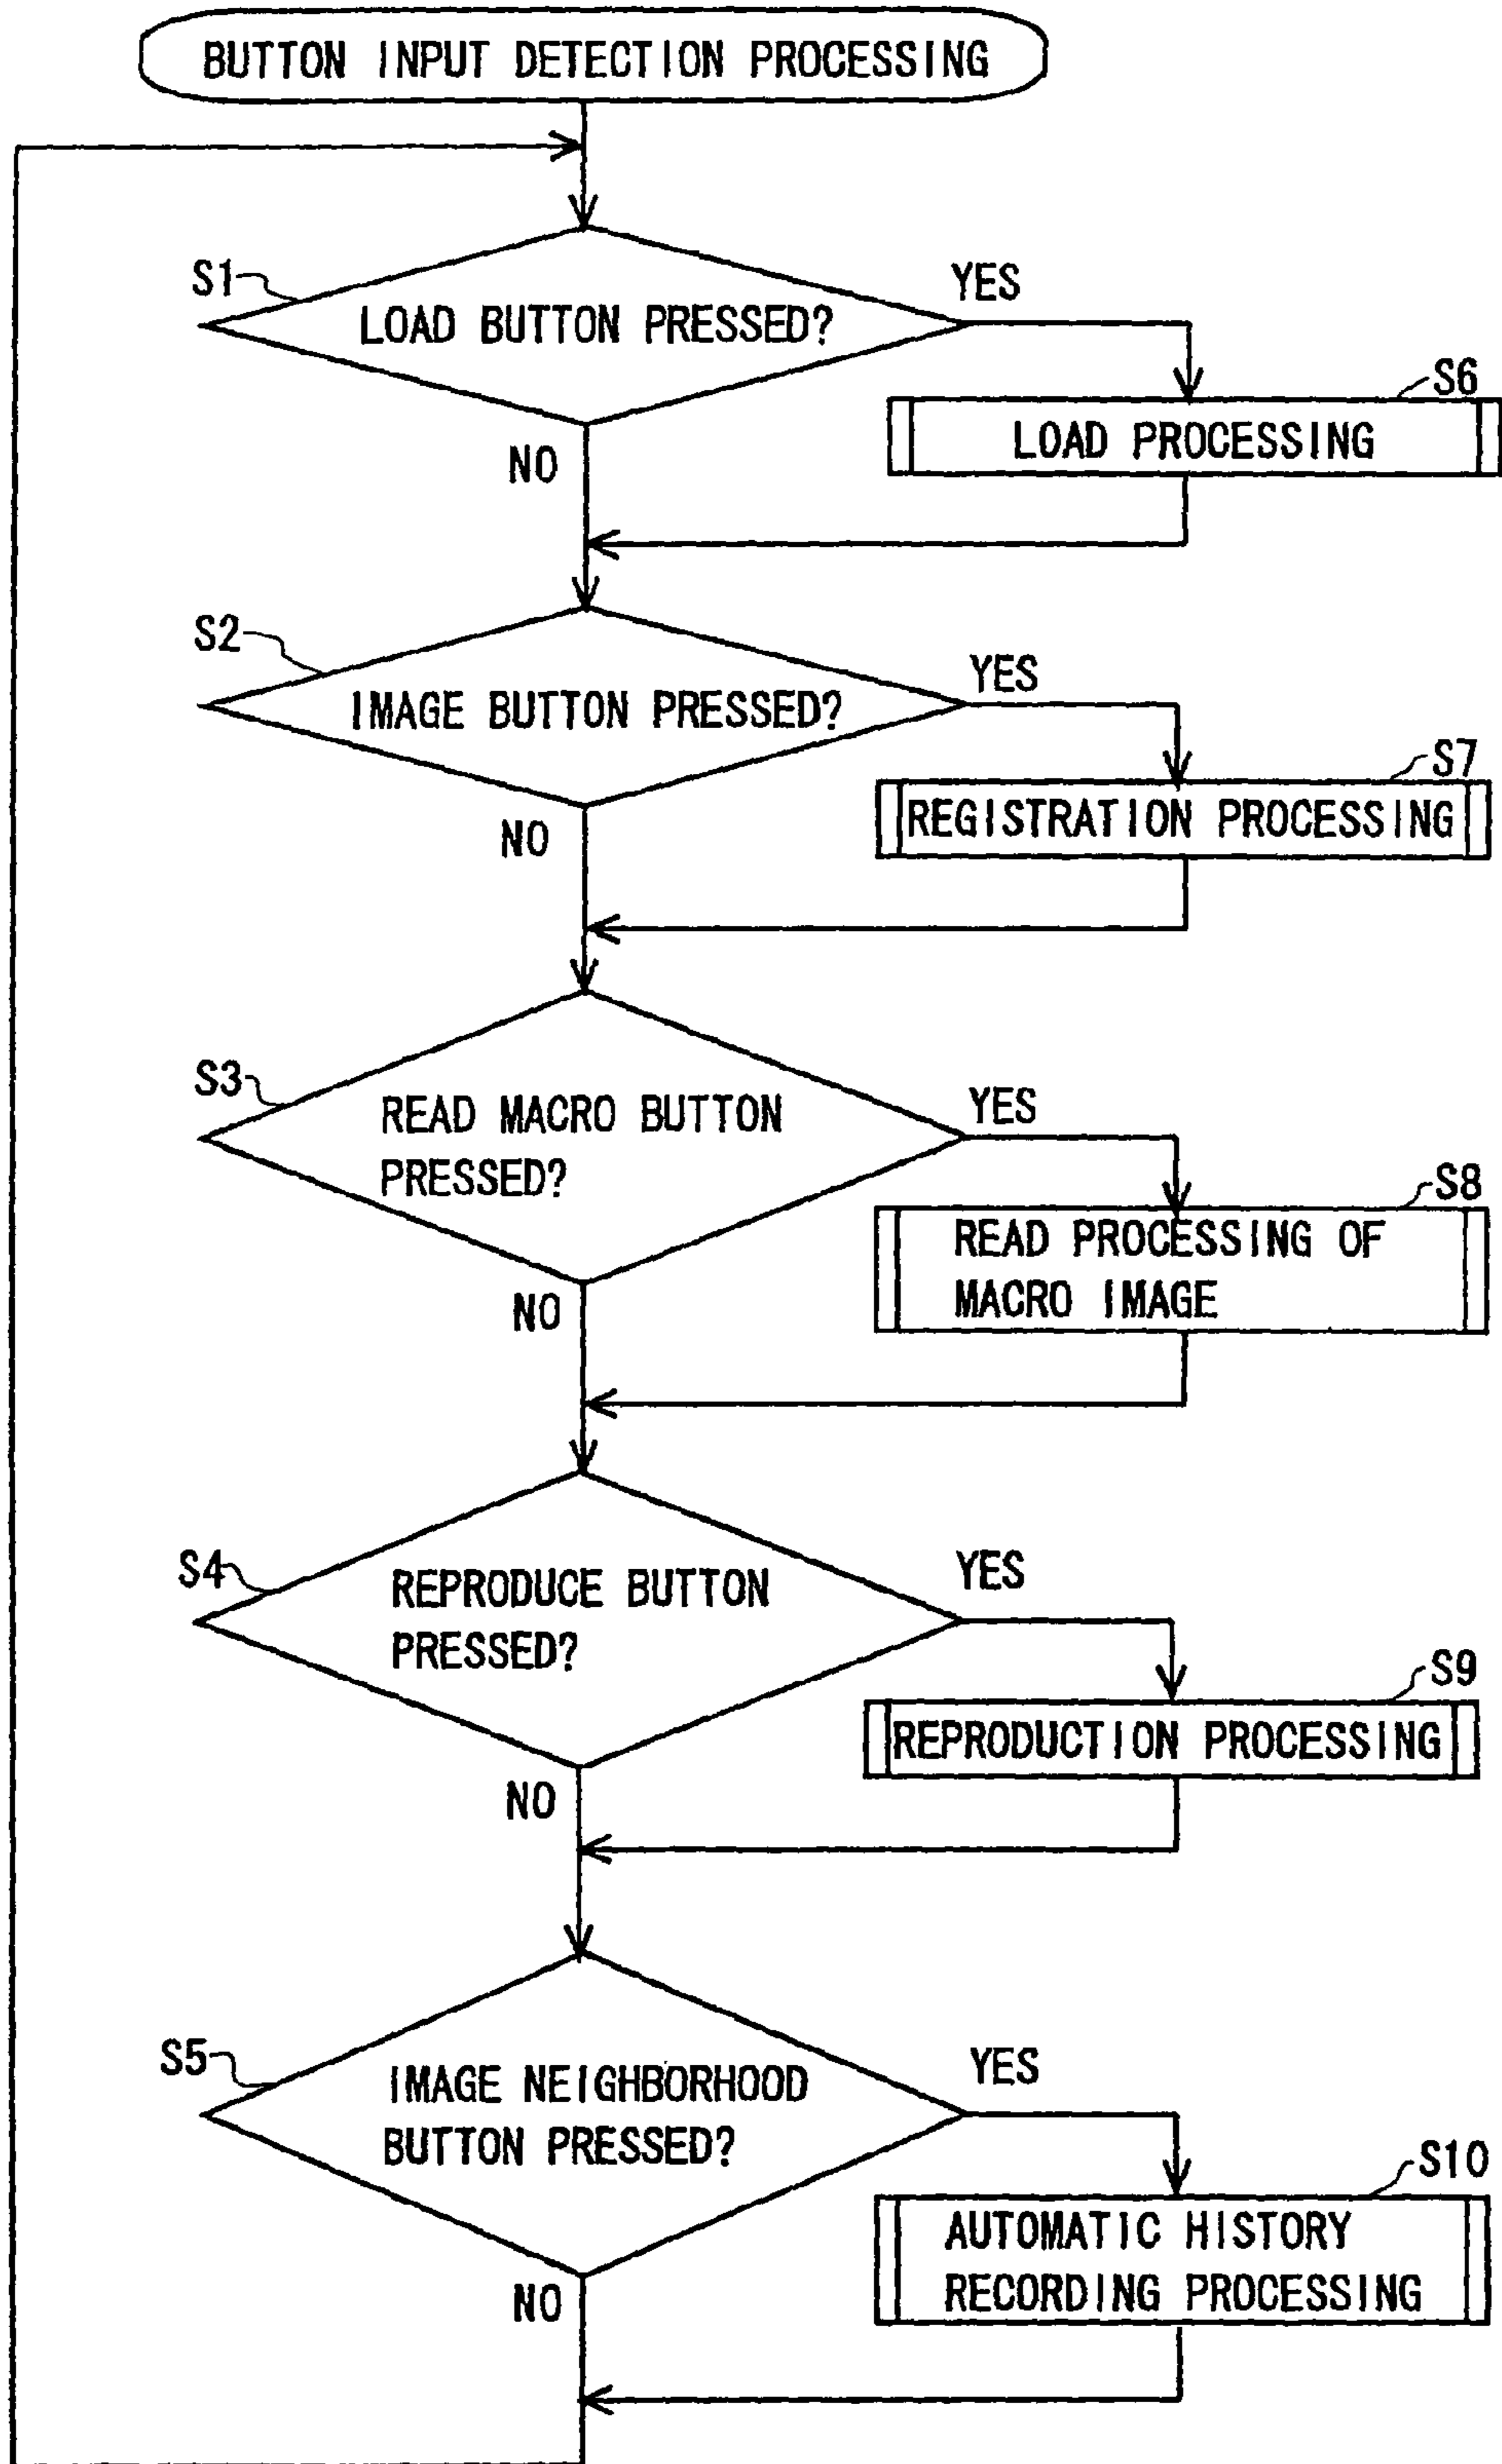 BUTTON INPUT DETECTION PROCESSING
S1
LOAD BUTTON PRESSED?
YES
S6
LOAD PROCESSING
NO
S2
IMAGE BUTTON PRESSED?
YES
S7
REGISTRATION PROCESSING
NO
S3
READ MACRO BUTTON
PRESSED?
YES
S8
READ PROCESSING OF
MACRO IMAGE
NO
S4
REPRODUCE BUTTON
PRESSED?
YES
S9
REPRODUCTION PROCESSING
NO
S5
IMAGE NEIGHBORHOOD
BUTTON PRESSED?
YES
S10
AUTOMATIC HISTORY
RECORDING PROCESSING
NO